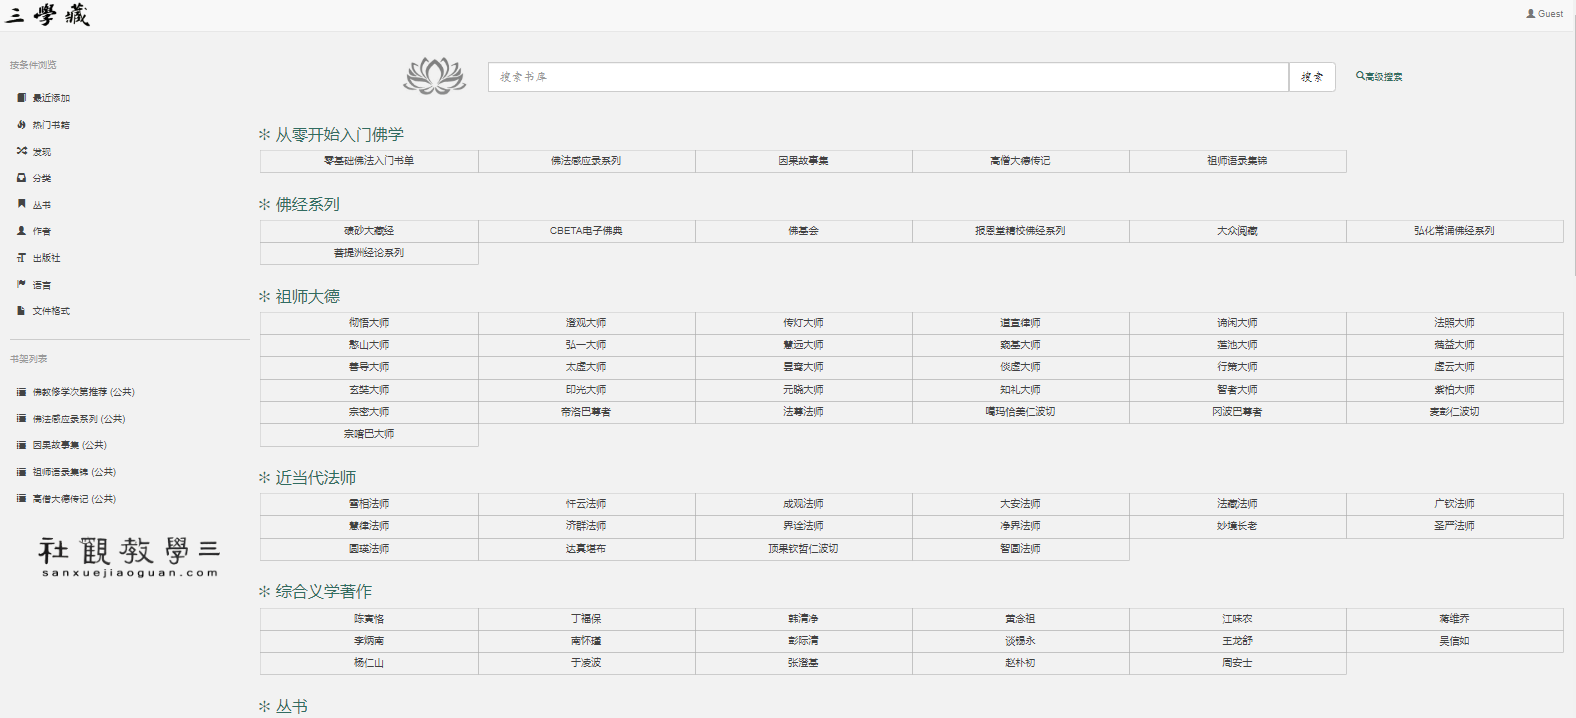 三學藏
Guest
按条件浏览
最近添加
热门书籍
发现
分类
丛书
作者
出版社
语言
文件格式
书架列表
佛教修学次第推荐 (公共)
佛法感应录系列 (公共)
因果故事集 (公共)
祖师语录集锦 (公共)
高僧大德传记 (公共)
社觀教學三
sanxuejiaoguan.com
搜索书库 搜索 高级搜索
从零开始入门佛学
零基础佛法入门书单 佛法感应录系列 因果故事集 高僧大德传记 祖师语录集锦
佛经系列
碛砂大藏经 CBETA电子佛典 佛基会 报恩堂精校佛经系列 大众阅藏 弘化常诵佛经系列
菩提洲经论系列
祖师大德
彻悟大师 澄观大师 传灯大师 道宣律师 谛闲大师 法照大师
憨山大师 弘一大师 慧远大师 窥基大师 莲池大师 蕅益大师
善导大师 太虚大师 昙鸾大师 倓虚大师 行策大师 虚云大师
玄奘大师 印光大师 元晓大师 知礼大师 智者大师 紫柏大师
宗密大师 帝洛巴尊者 法尊法师 噶玛恰美仁波切 冈波巴尊者 麦彭仁波切
宗喀巴大师
近当代法师
雪相法师 忏云法师 成观法师 大安法师 法藏法师 广钦法师
慧律法师 济群法师 界诠法师 净界法师 妙境长老 圣严法师
圆瑛法师 达真堪布 顶果钦哲仁波切 智圆法师
综合义学著作
陈寅恪 丁福保 韩清净 黄念祖 江味农 蒋维乔
李炳南 南怀瑾 彭际清 谈锡永 王龙舒 吴信如
杨仁山 于凌波 张澄基 赵朴初 周安士
丛书